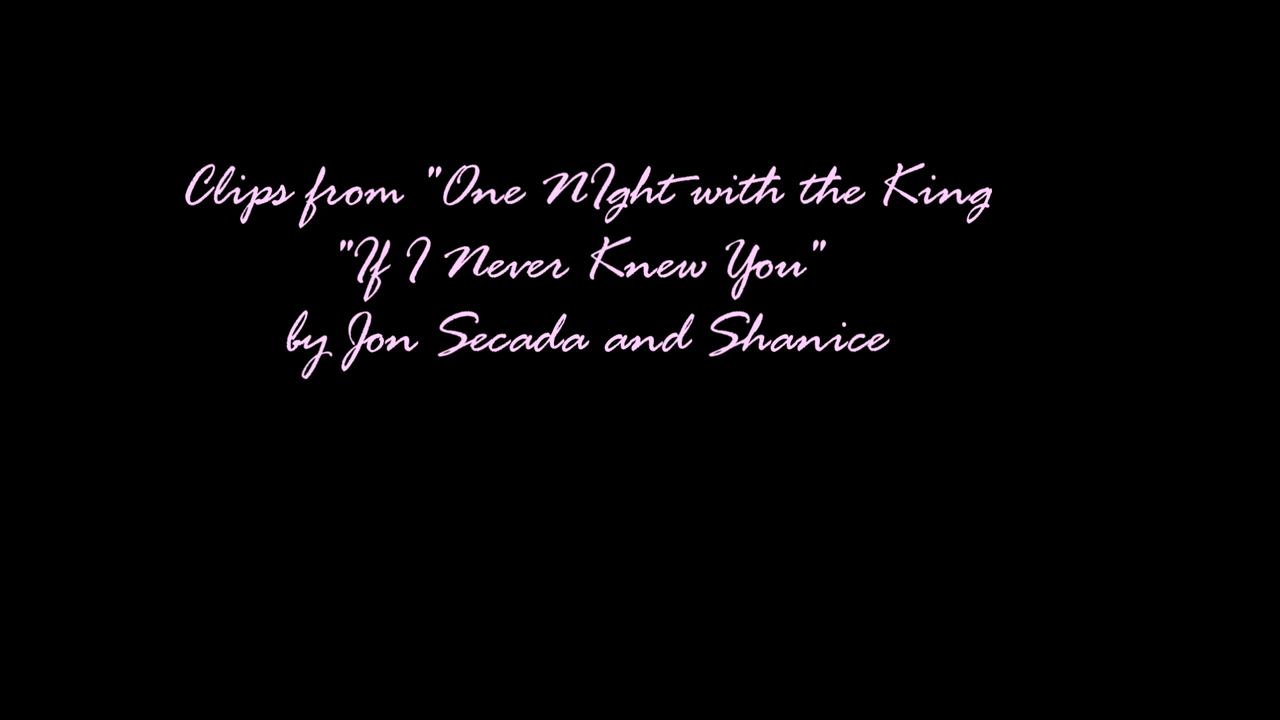 Clips from "One NIght with the King
"If I Never Knew You"
by Jon Secada and Shanice